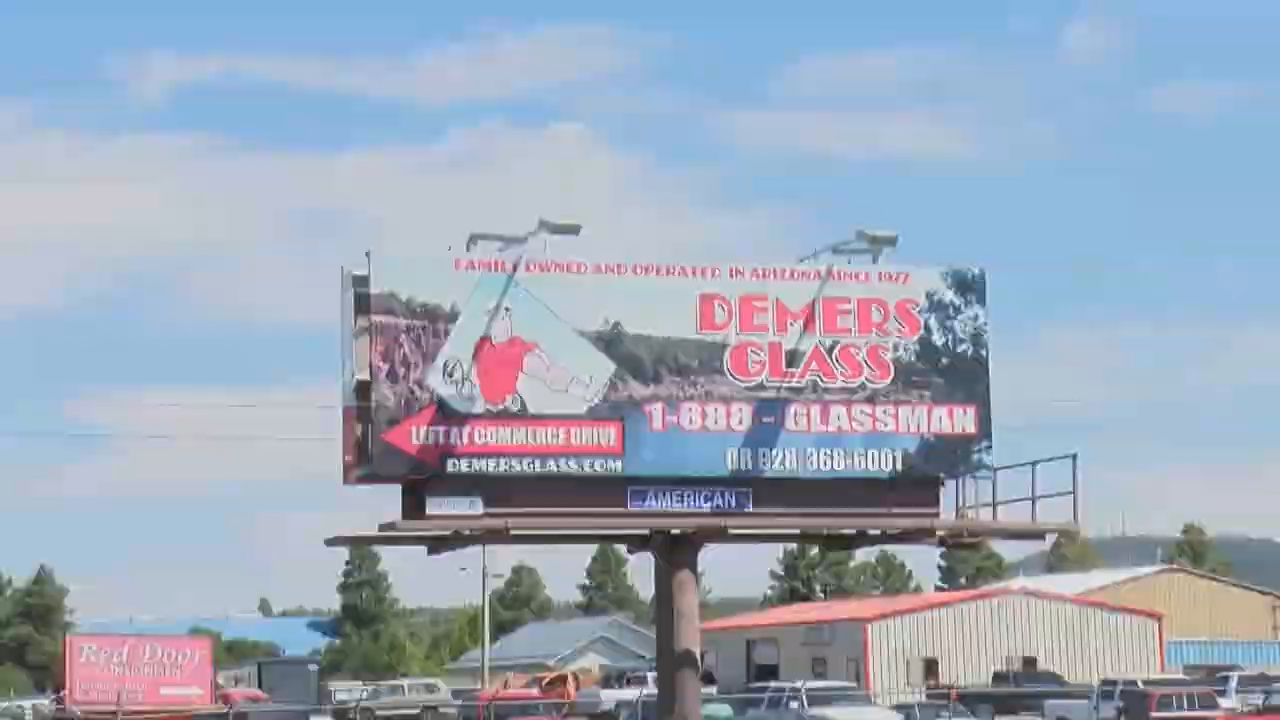 FAMILY OWNED AND OPERATED IN ARIZONA SINCE 1977
DEMERS
GLASS
1-888 - GLASSMAN
LEFT AT COMMERCE DRIVE
OR 928-368-6001
DEMERSGLASS.COM
AMERICAN
Red Door
CONSIGNMENT